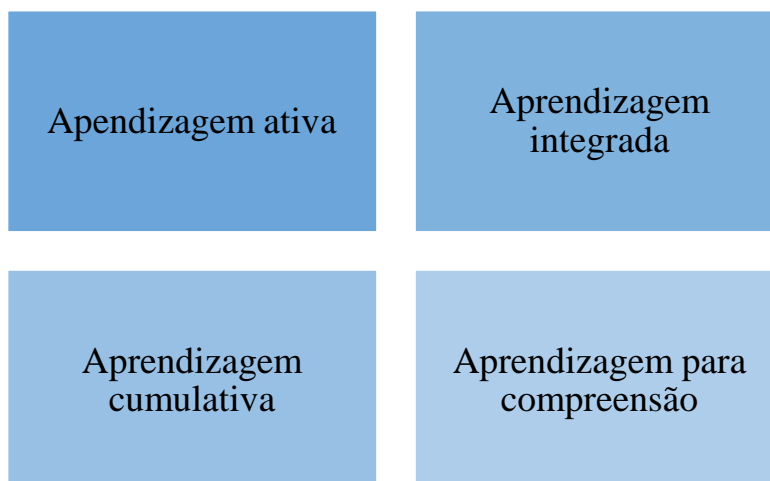 Apendizagem ativa
Aprendizagem
integrada
Aprendizagem
cumulativa
Aprendizagem para
compreensão